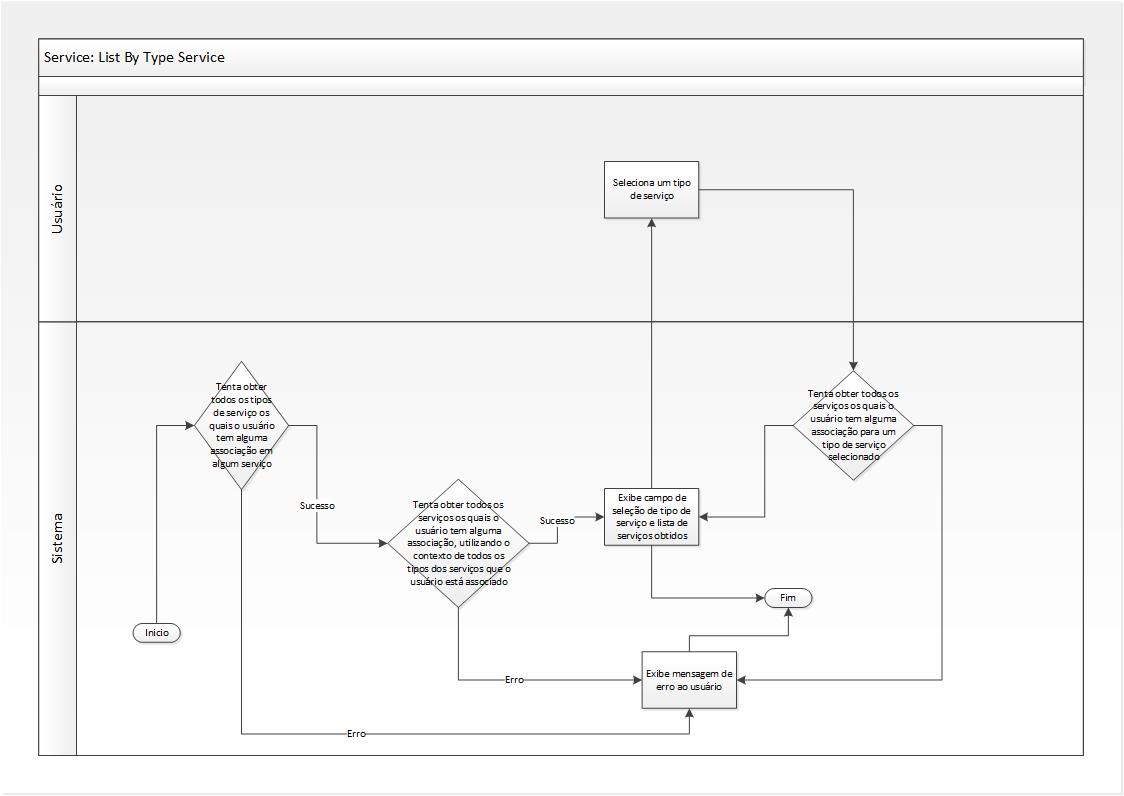 Service: List By Type Service
Usuário
Seleciona um tipo
de serviço
Sistema
Tenta obter
todos os tipos
de serviço os
quais o usuário
tem alguma
associação em
algum serviço
Tenta obter todos os
serviços os quais o
usuário tem alguma
associação para um
tipo de serviço
selecionado
Sucesso
Tenta obter todos os
serviços os quais o
usuário tem alguma
associação, utilizando o
contexto de todos os
tipos dos serviços que o
usuário está associado
Sucesso
Exibe campo de
seleção de tipo de
serviço e lista de
serviços obtidos
Fim
Inicio
Exibe mensagem de
erro ao usuário
Erro
Erro